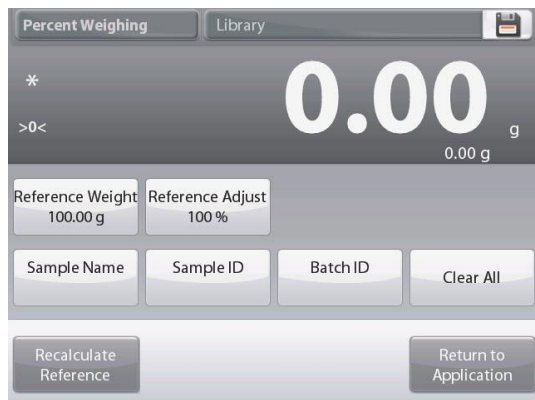 Percent Weighing
Library
*
>0<
0.00 g
0.00 g
Reference Weight
100.00 g
Reference Adjust
100 %
Sample Name
Sample ID
Batch ID
Clear All
Recalculate
Reference
Return to
Application